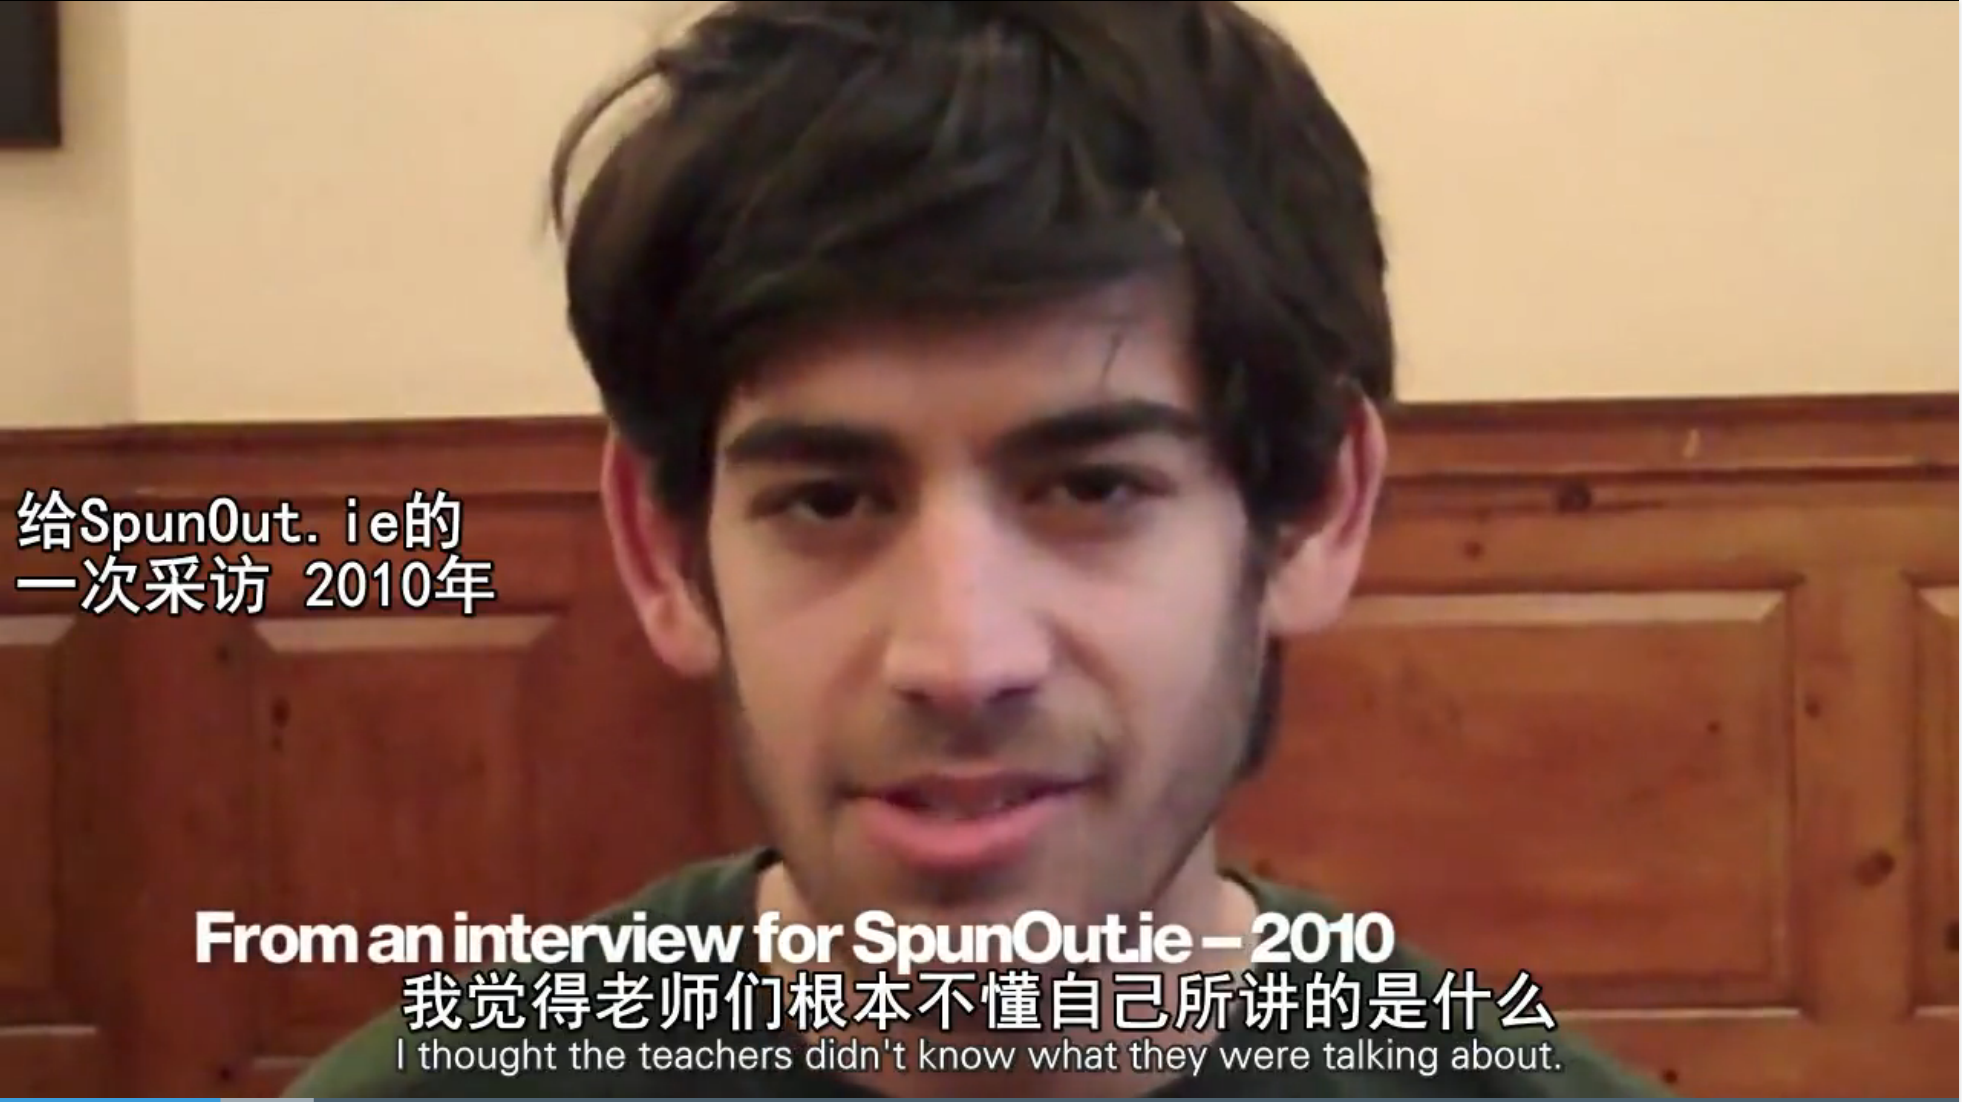 给SpunOut.ie的
一次采访 2010年
From an interview for SpunOut.ie – 2010
我觉得老师们根本不懂自己所讲的是什么
I thought the teachers didn't know what they were talking about.